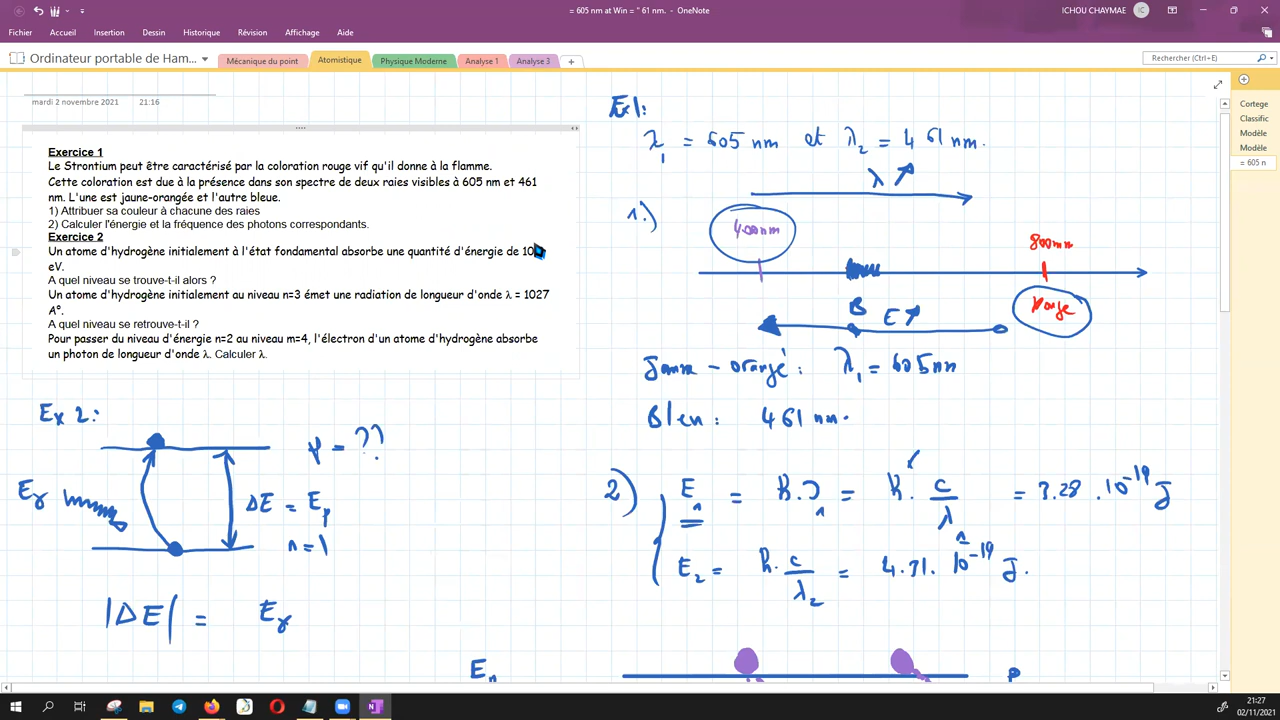 = 605 nm at Win = " 61 nm. - OneNote
ICHOU CHAYMAE
Fichier Accueil Insertion Dessin Historique Révision Affichage Aide
Ordinateur portable de Ham...
Mécanique du point Atomistique Physique Moderne Analyse 1 Analyse 3 +
Rechercher (Ctrl+E)
Cortege
Classific
Modèle
Modèle
= 605 n
mardi 2 novembre 2021 21:16
Exercice 1
Le Strontium peut être caractérisé par la coloration rouge vif qu'il donne à la flamme.
Cette coloration est due à la présence dans son spectre de deux raies visibles à 605 nm et 461
nm. L'une est jaune-orangée et l'autre bleue.
1) Attribuer sa couleur à chacune des raies
2) Calculer l'énergie et la fréquence des photons correspondants.
Exercice 2
Un atome d'hydrogène initialement à l'état fondamental absorbe une quantité d'énergie de 10
eV.
A quel niveau se trouve-t-il alors ?
Un atome d'hydrogène initialement au niveau n=3 émet une radiation de longueur d'onde λ = 1027
A°.
A quel niveau se retrouve-t-il ?
Pour passer du niveau d'énergie n=2 au niveau m=4, l'électron d'un atome d'hydrogène absorbe
un photon de longueur d'onde λ. Calculer λ.
Ex 2:
p = ??
Eγ
ΔE = Ep
n=1
|ΔE| = Eγ
Ex1:
λ1 = 605 nm et λ2 = 461 nm.
λ ↗
1.)
400nm
800nm
Rouge
B E ↗
Jaune - orangé : λ1 = 605nm
Bleu : 461 nm.
2) E1 = h.ν1 = h. c/λ1 = 3.28 . 10^-19 J
E2 = h. c/λ2 = 4.31. 10^-19 J.
En
P
21:27
02/11/2021